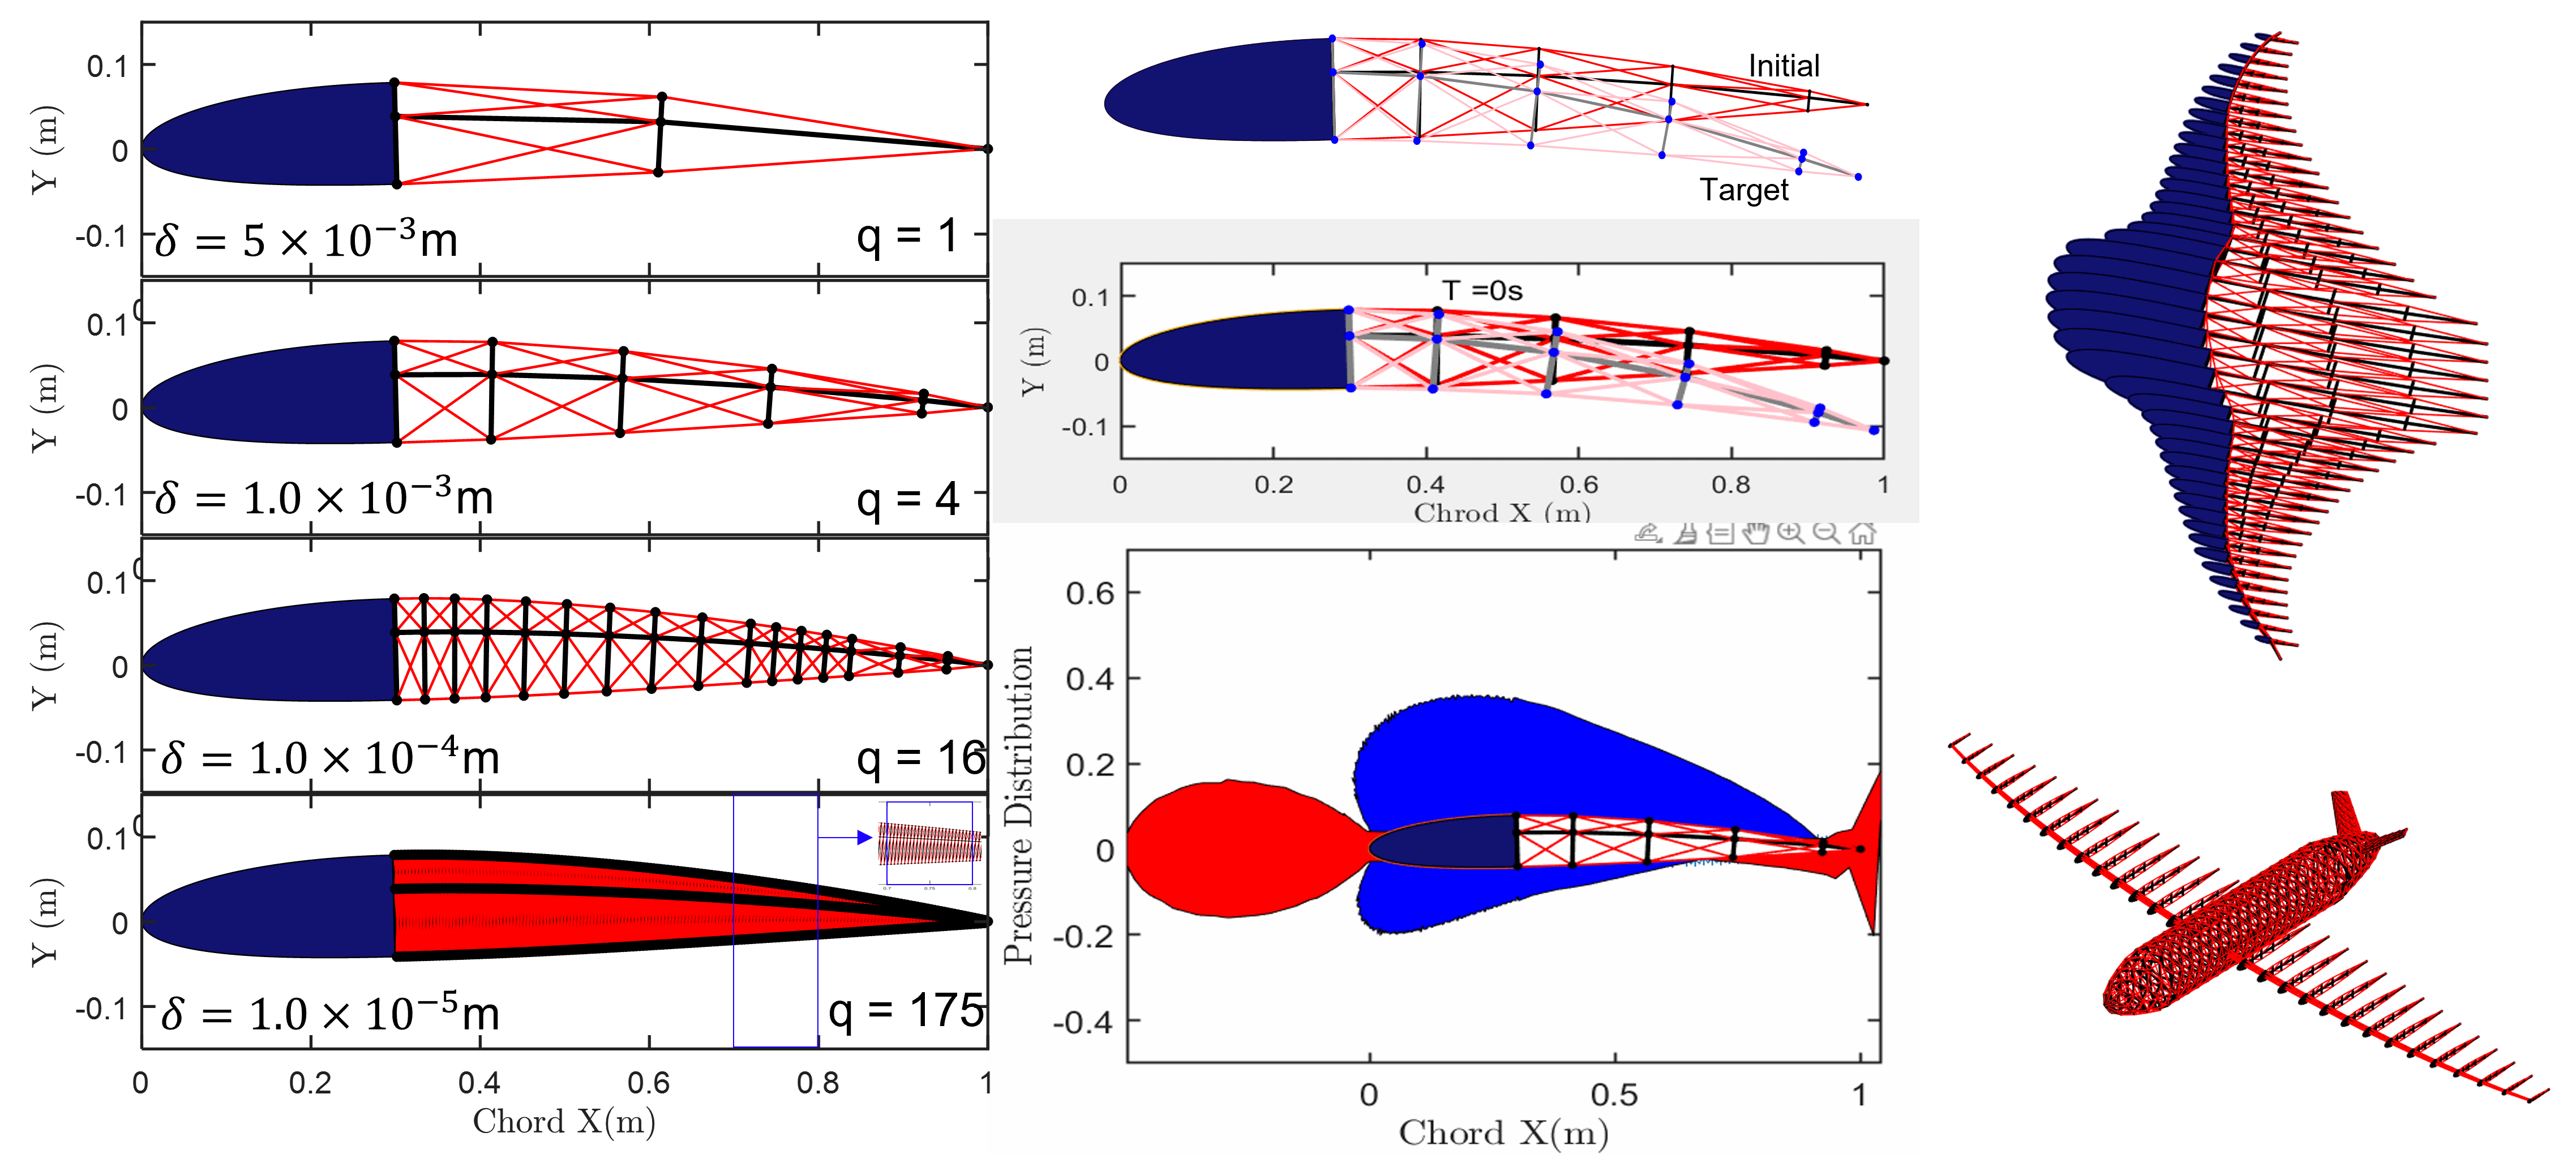 0.1
0
-0.1
Y (m)
δ = 5 × 10⁻³m
q = 1
0
0.1
0
-0.1
Y (m)
δ = 1.0 × 10⁻³m
q = 4
0
0.1
0
-0.1
Y (m)
δ = 1.0 × 10⁻⁴m
q = 16
0
0.1
0
-0.1
Y (m)
δ = 1.0 × 10⁻⁵m
q = 175
0 0.2 0.4 0.6 0.8 1
Chord X(m)
Initial
Target
T =0s
0.1
0
-0.1
Y (m)
0 0.2 0.4 0.6 0.8 1
Chrod X (m)
0.6
0.4
0.2
0
-0.2
-0.4
Pressure Distribution
0 0.5 1
Chord X(m)